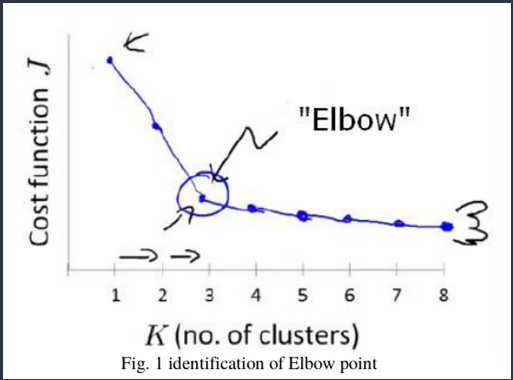 Cost function J
"Elbow"
1 2 3 4 5 6 7 8
K (no. of clusters)
Fig. 1 identification of Elbow point